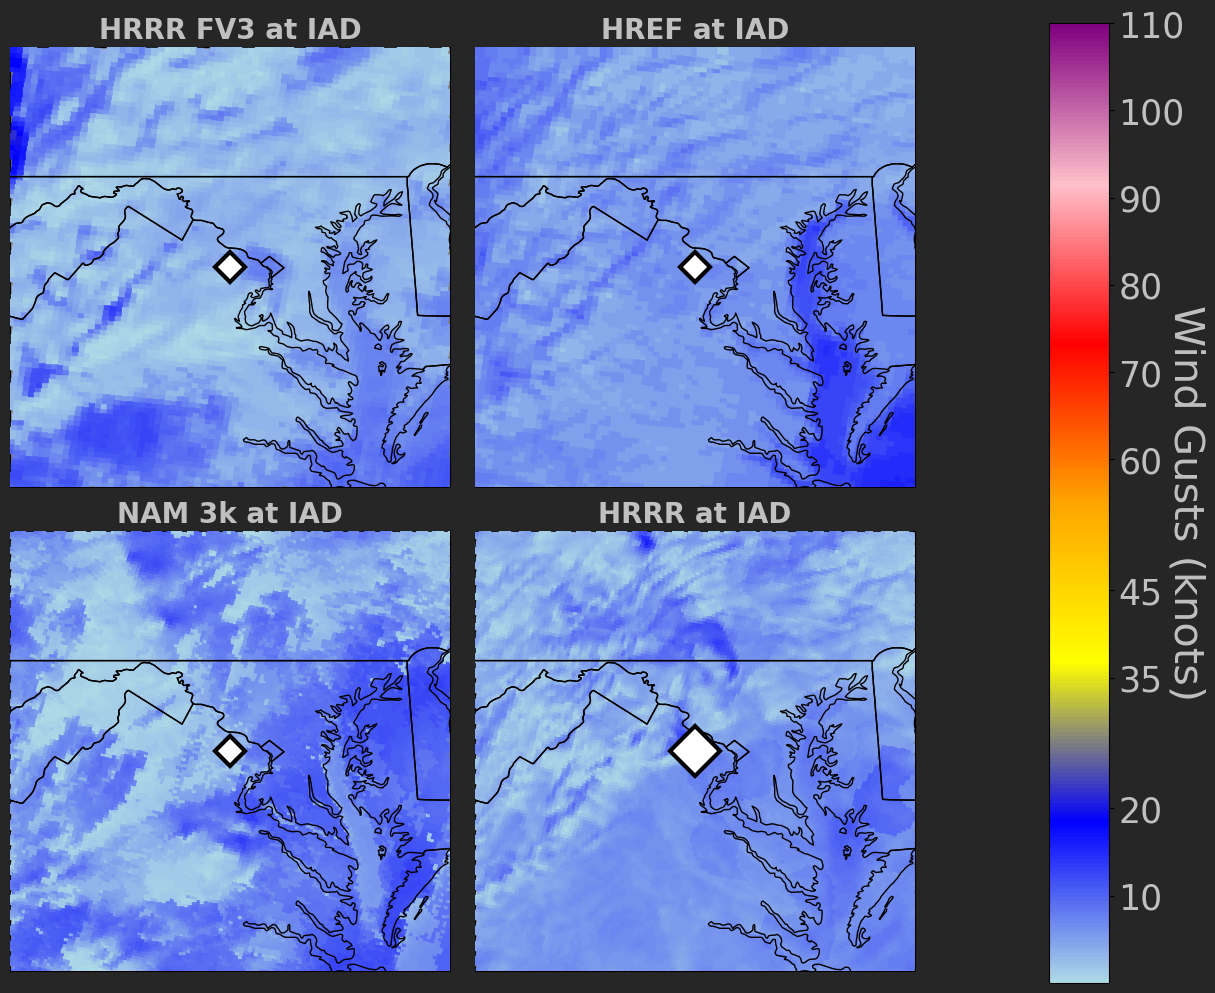 HRRR FV3 at IAD
HREF at IAD
NAM 3k at IAD
HRRR at IAD
110
100
90
80
70
60
45
35
20
10
Wind Gusts (knots)